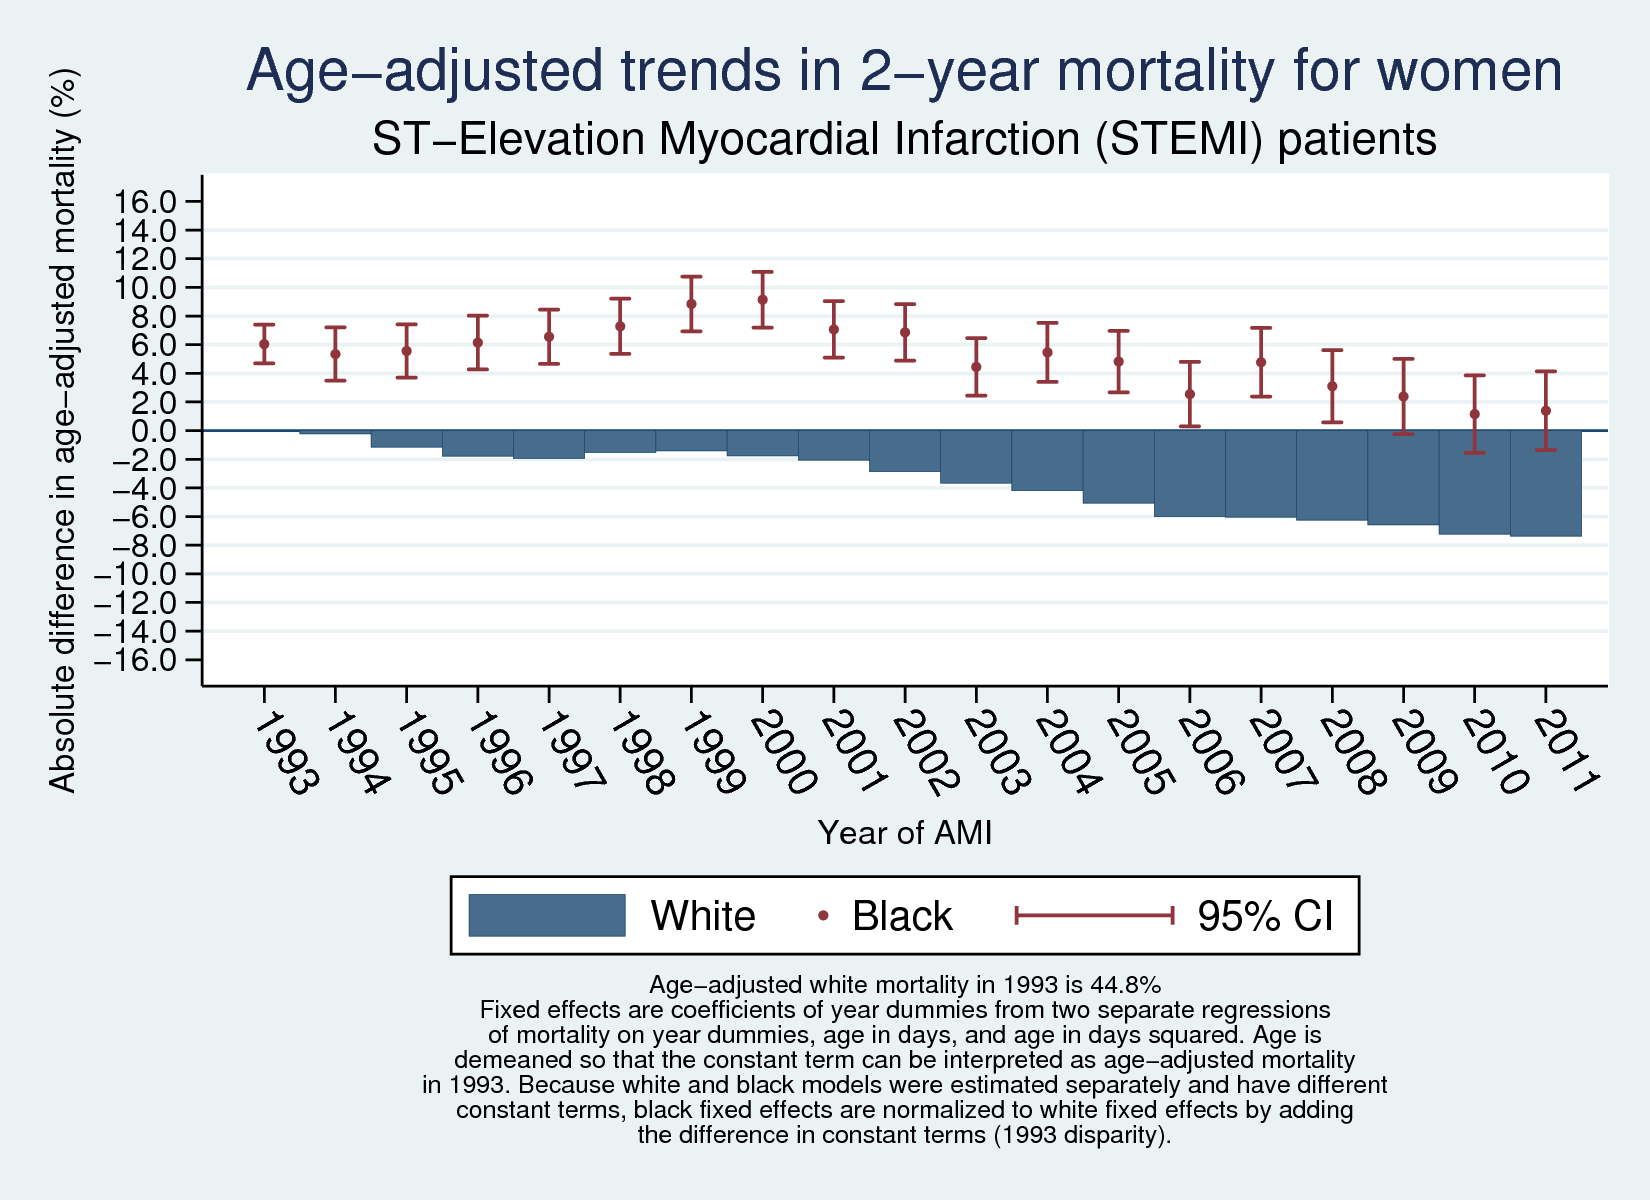 Age−adjusted trends in 2−year mortality for women
ST−Elevation Myocardial Infarction (STEMI) patients
Absolute difference in age−adjusted mortality (%)
16.0
14.0
12.0
10.0
8.0
6.0
4.0
2.0
0.0
−2.0
−4.0
−6.0
−8.0
−10.0
−12.0
−14.0
−16.0
1993 1994 1995 1996 1997 1998 1999 2000 2001 2002 2003 2004 2005 2006 2007 2008 2009 2010 2011
Year of AMI
White Black 95% CI
Age−adjusted white mortality in 1993 is 44.8%
Fixed effects are coefficients of year dummies from two separate regressions
of mortality on year dummies, age in days, and age in days squared. Age is
demeaned so that the constant term can be interpreted as age−adjusted mortality
in 1993. Because white and black models were estimated separately and have different
constant terms, black fixed effects are normalized to white fixed effects by adding
the difference in constant terms (1993 disparity).